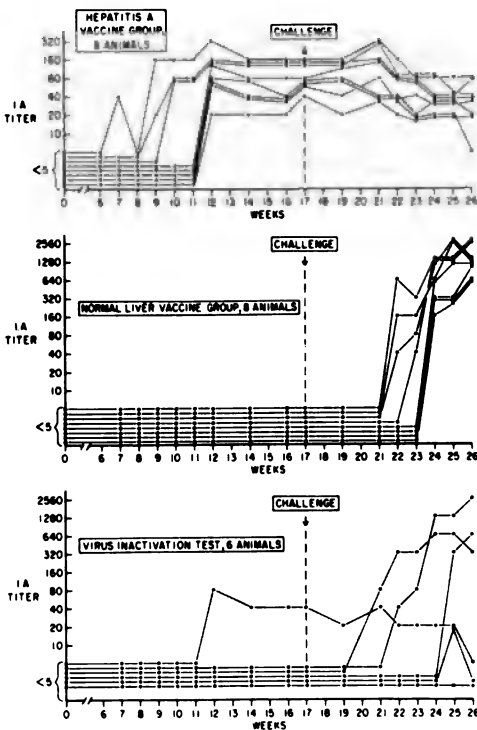 HEPATITIS A
VACCINE GROUP,
8 ANIMALS
CHALLENGE
320
160
80
40
20
10
<5
IA
TITER
0 6 7 8 9 10 11 12 13 14 15 16 17 18 19 20 21 22 23 24 25 26
WEEKS
CHALLENGE
2560
1280
640
320
160
80
40
20
10
<5
IA
TITER
NORMAL LIVER VACCINE GROUP, 8 ANIMALS
0 6 7 8 9 10 11 12 13 14 15 16 17 18 19 20 21 22 23 24 25 26
WEEKS
CHALLENGE
2560
1280
640
320
160
80
40
20
10
<5
IA
TITER
VIRUS INACTIVATION TEST, 6 ANIMALS
0 6 7 8 9 10 11 12 13 14 15 16 17 18 19 20 21 22 23 24 25 26
WEEKS